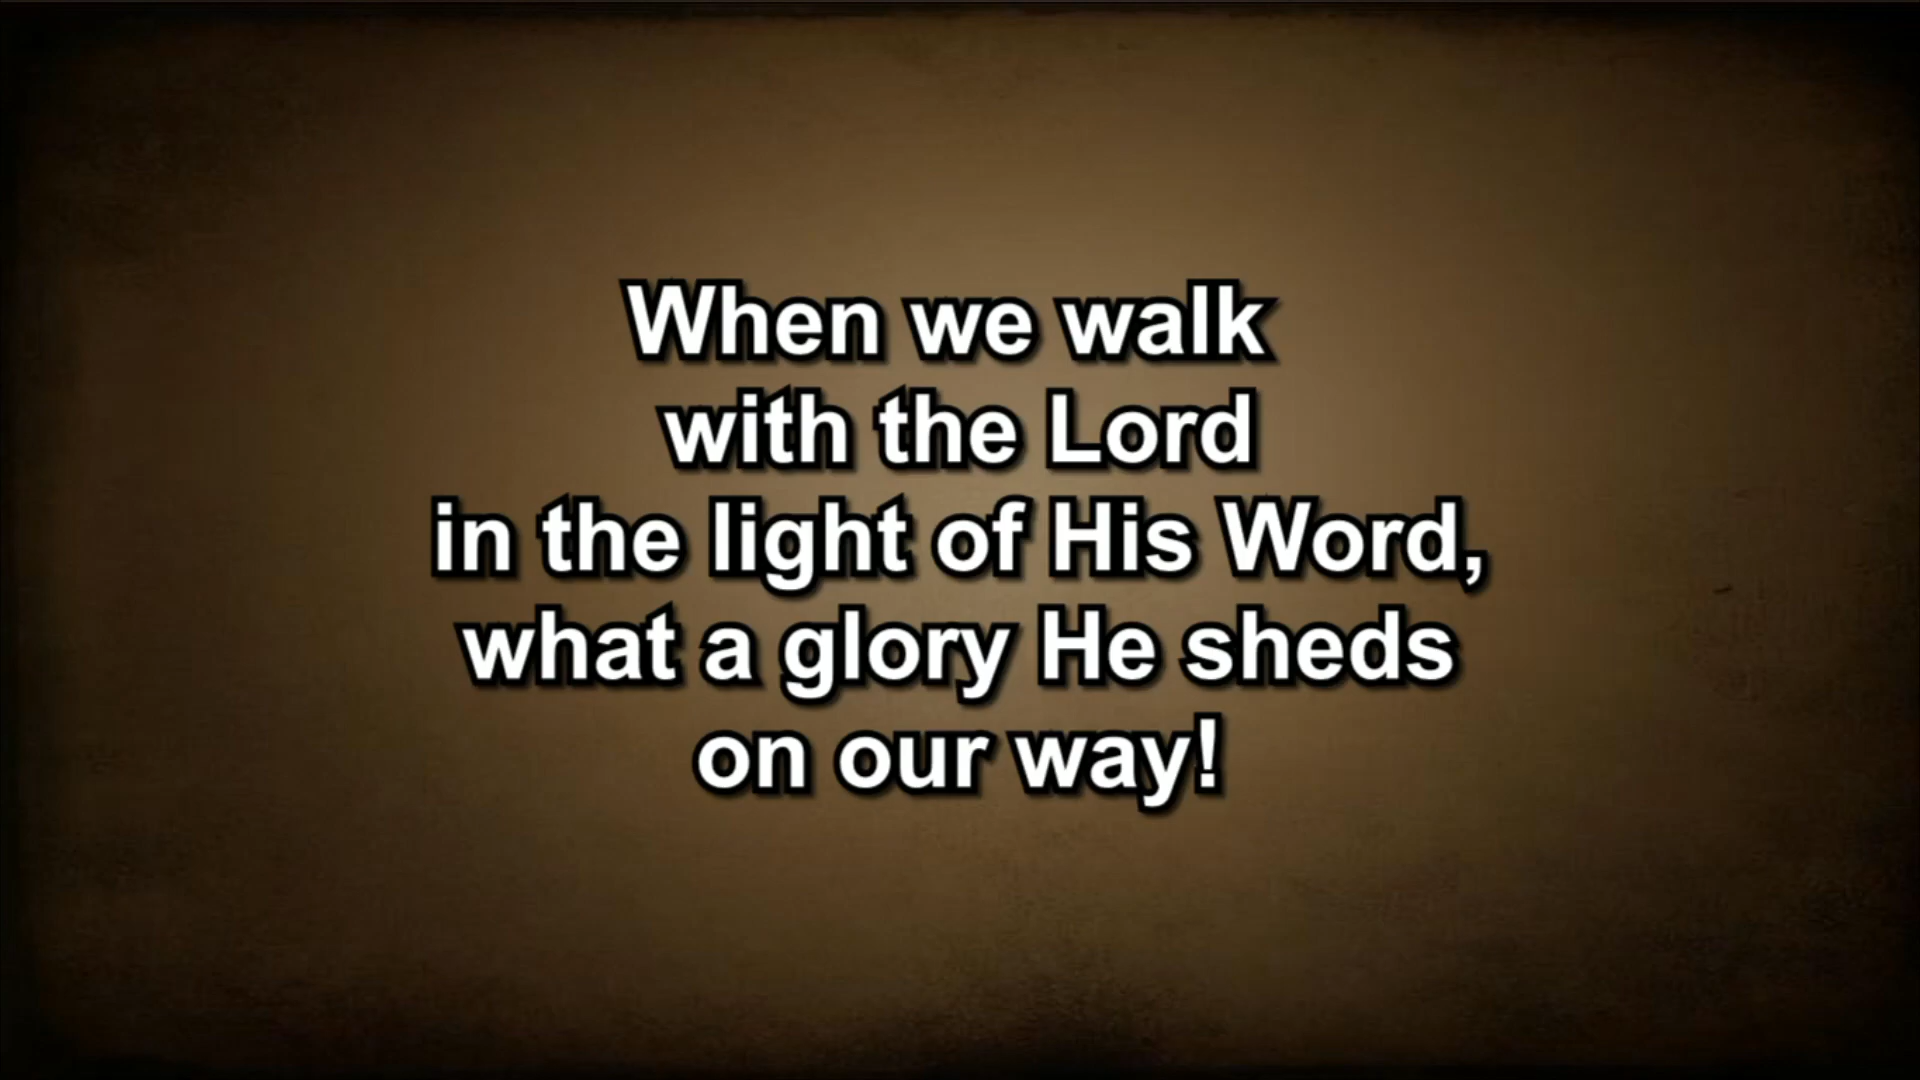 When we walk
with the Lord
in the light of His Word,
what a glory He sheds
on our way!